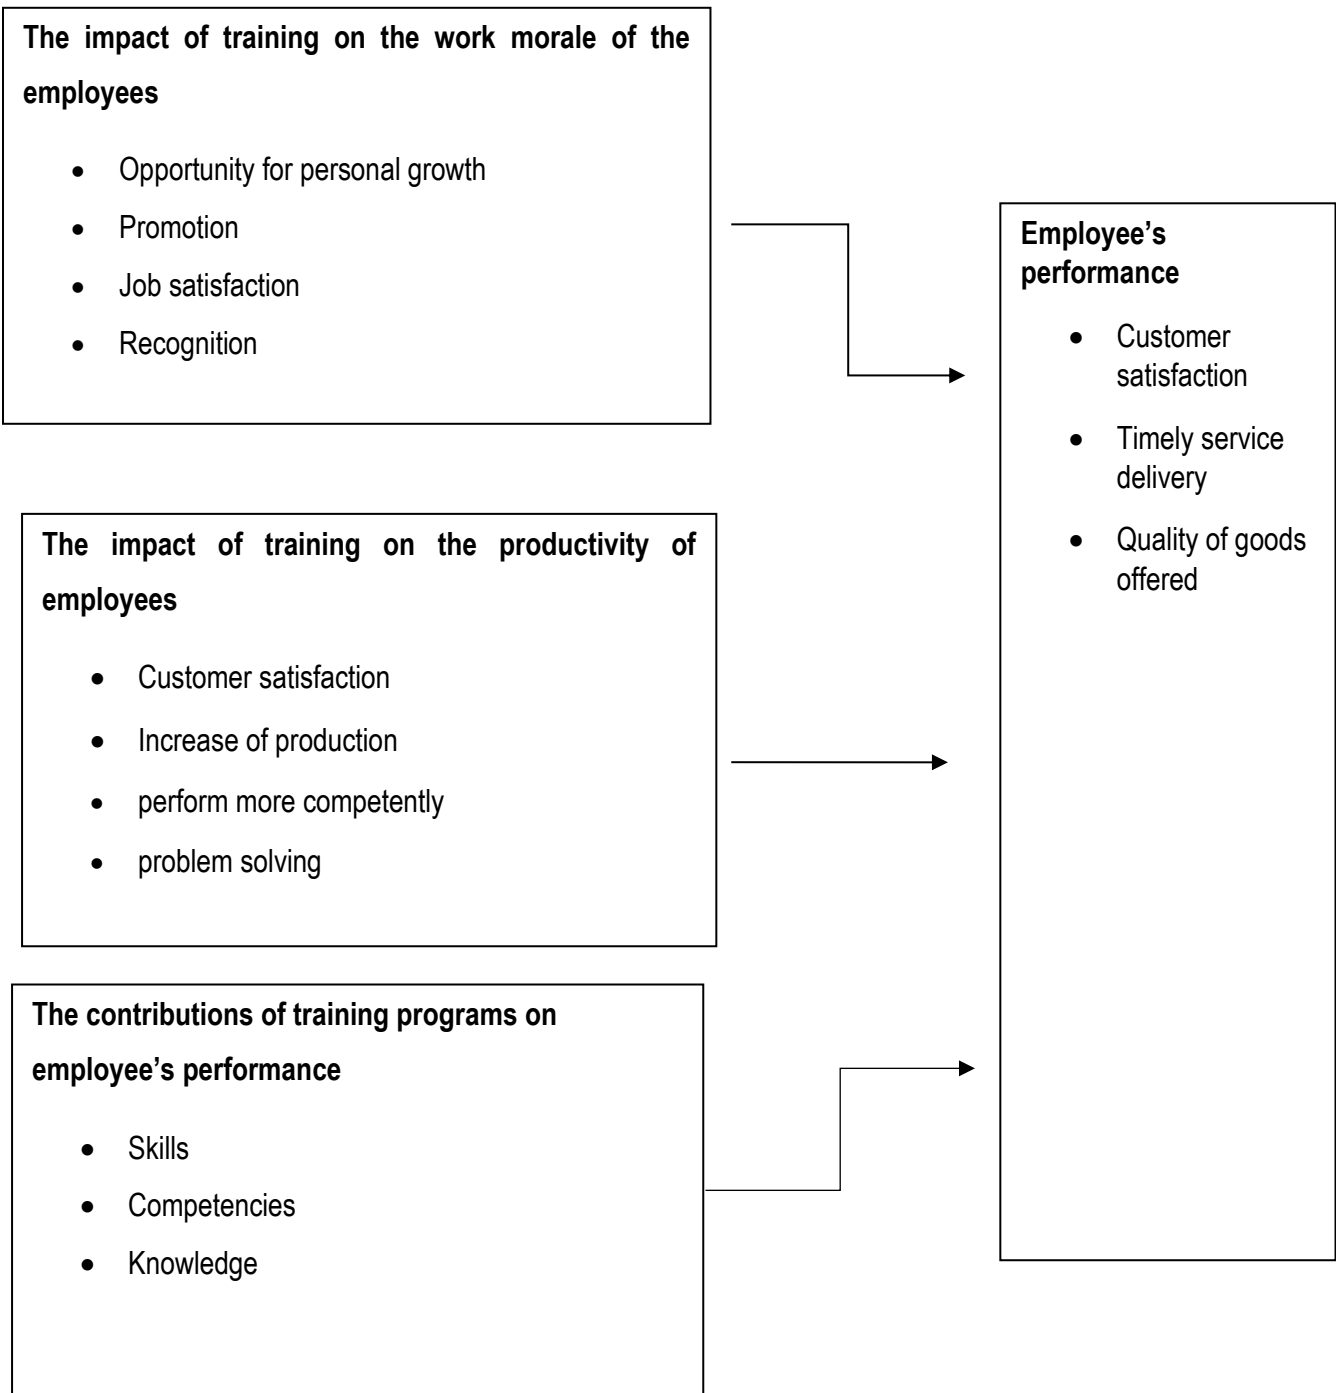 The impact of training on the work morale of the
employees
• Opportunity for personal growth
• Promotion
• Job satisfaction
• Recognition
Employee’s
performance
• Customer
satisfaction
• Timely service
delivery
• Quality of goods
offered
The impact of training on the productivity of
employees
• Customer satisfaction
• Increase of production
• perform more competently
• problem solving
The contributions of training programs on
employee’s performance
• Skills
• Competencies
• Knowledge